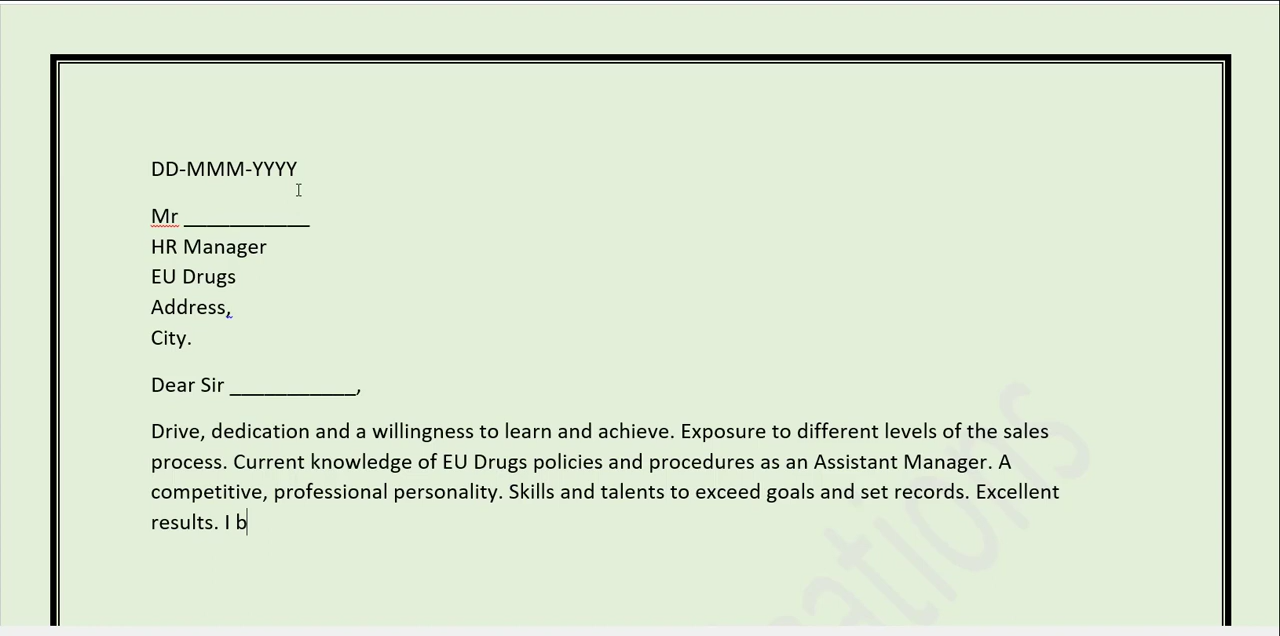 DD-MMM-YYYY
Mr ___________
HR Manager
EU Drugs
Address,
City.
Dear Sir ___________,
Drive, dedication and a willingness to learn and achieve. Exposure to different levels of the sales
process. Current knowledge of EU Drugs policies and procedures as an Assistant Manager. A
competitive, professional personality. Skills and talents to exceed goals and set records. Excellent
results. I b